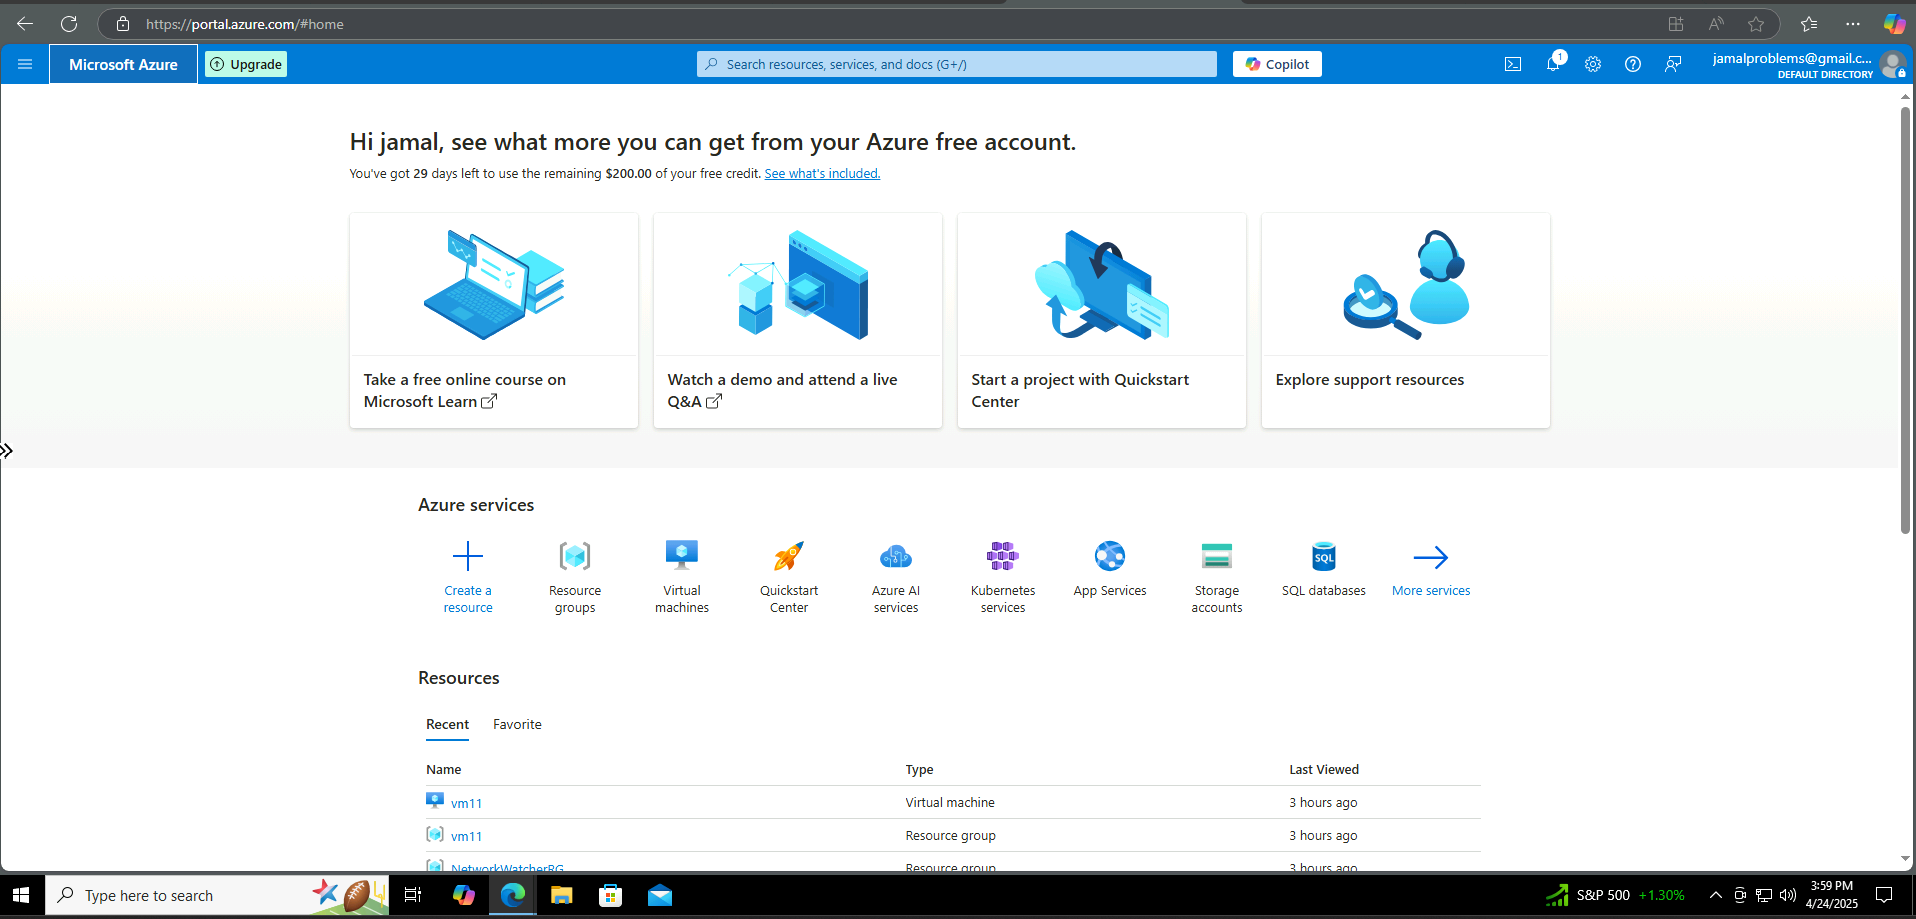 https://portal.azure.com/#home
Microsoft Azure
Upgrade
Search resources, services, and docs (G+/)
Copilot
1
jamalproblems@gmail.c...
DEFAULT DIRECTORY
Hi jamal, see what more you can get from your Azure free account.
You've got 29 days left to use the remaining $200.00 of your free credit. See what's included.
Take a free online course on
Microsoft Learn
Watch a demo and attend a live
Q&A
Start a project with Quickstart
Center
Explore support resources
Azure services
Create a
resource
Resource
groups
Virtual
machines
Quickstart
Center
Azure AI
services
Kubernetes
services
App Services
Storage
accounts
SQL
SQL databases
More services
Resources
Recent Favorite
Name Type Last Viewed
vm11 Virtual machine 3 hours ago
vm11 Resource group 3 hours ago
NetworkWatcherRG Resource group 3 hours ago
Type here to search
S&P 500 +1.30%
3:59 PM
4/24/2025